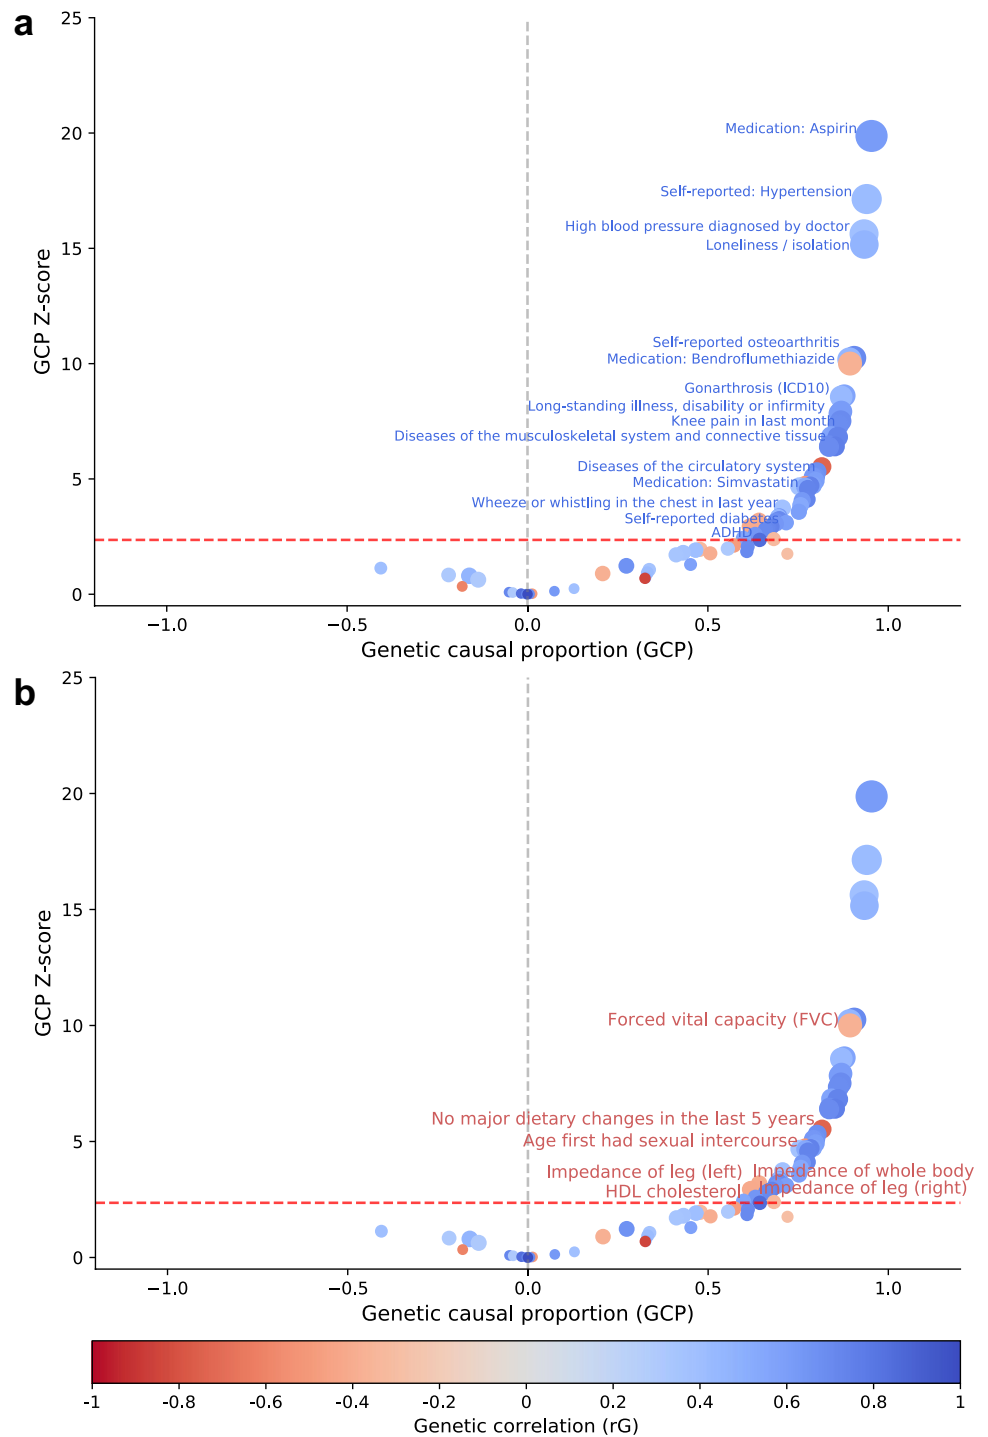 a
25
20
15
10
5
0
GCP Z-score
Medication: Aspirin
Self-reported: Hypertension
High blood pressure diagnosed by doctor
Loneliness / isolation
Self-reported osteoarthritis
Medication: Bendroflumethiazide
Gonarthrosis (ICD10)
Long-standing illness, disability or infirmity
Knee pain in last month
Diseases of the musculoskeletal system and connective tissue
Diseases of the circulatory system
Medication: Simvastatin
Wheeze or whistling in the chest in last year
Self-reported diabetes
ADHD
−1.0 −0.5 0.0 0.5 1.0
Genetic causal proportion (GCP)
b
25
20
15
10
5
0
GCP Z-score
Forced vital capacity (FVC)
No major dietary changes in the last 5 years
Age first had sexual intercourse
Impedance of leg (left) Impedance of whole body
HDL cholesterol Impedance of leg (right)
−1.0 −0.5 0.0 0.5 1.0
Genetic causal proportion (GCP)
-1 -0.8 -0.6 -0.4 -0.2 0 0.2 0.4 0.6 0.8 1
Genetic correlation (rG)